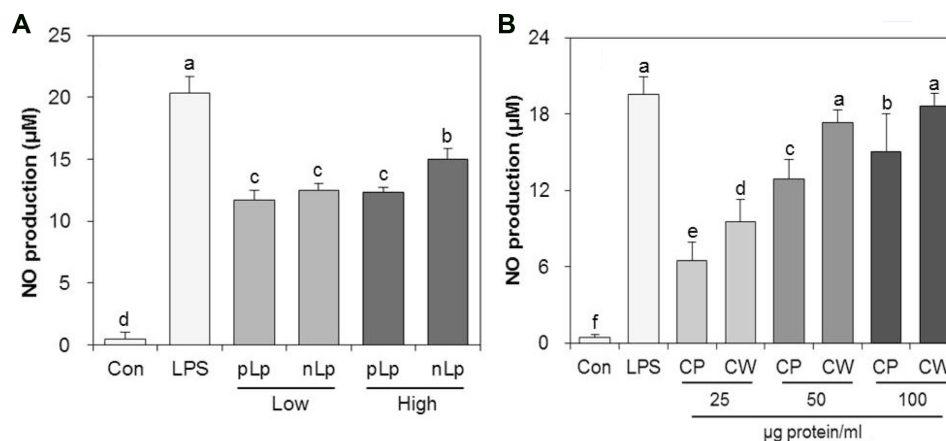 A
NO production (µM)
25
20
15
10
5
0
d
a
c
c
c
b
Con LPS pLp nLp pLp nLp
Low High
B
NO production (µM)
24
18
12
6
0
f
a
e
d
c
a
b
a
Con LPS CP CW CP CW CP CW
25 50 100
µg protein/ml